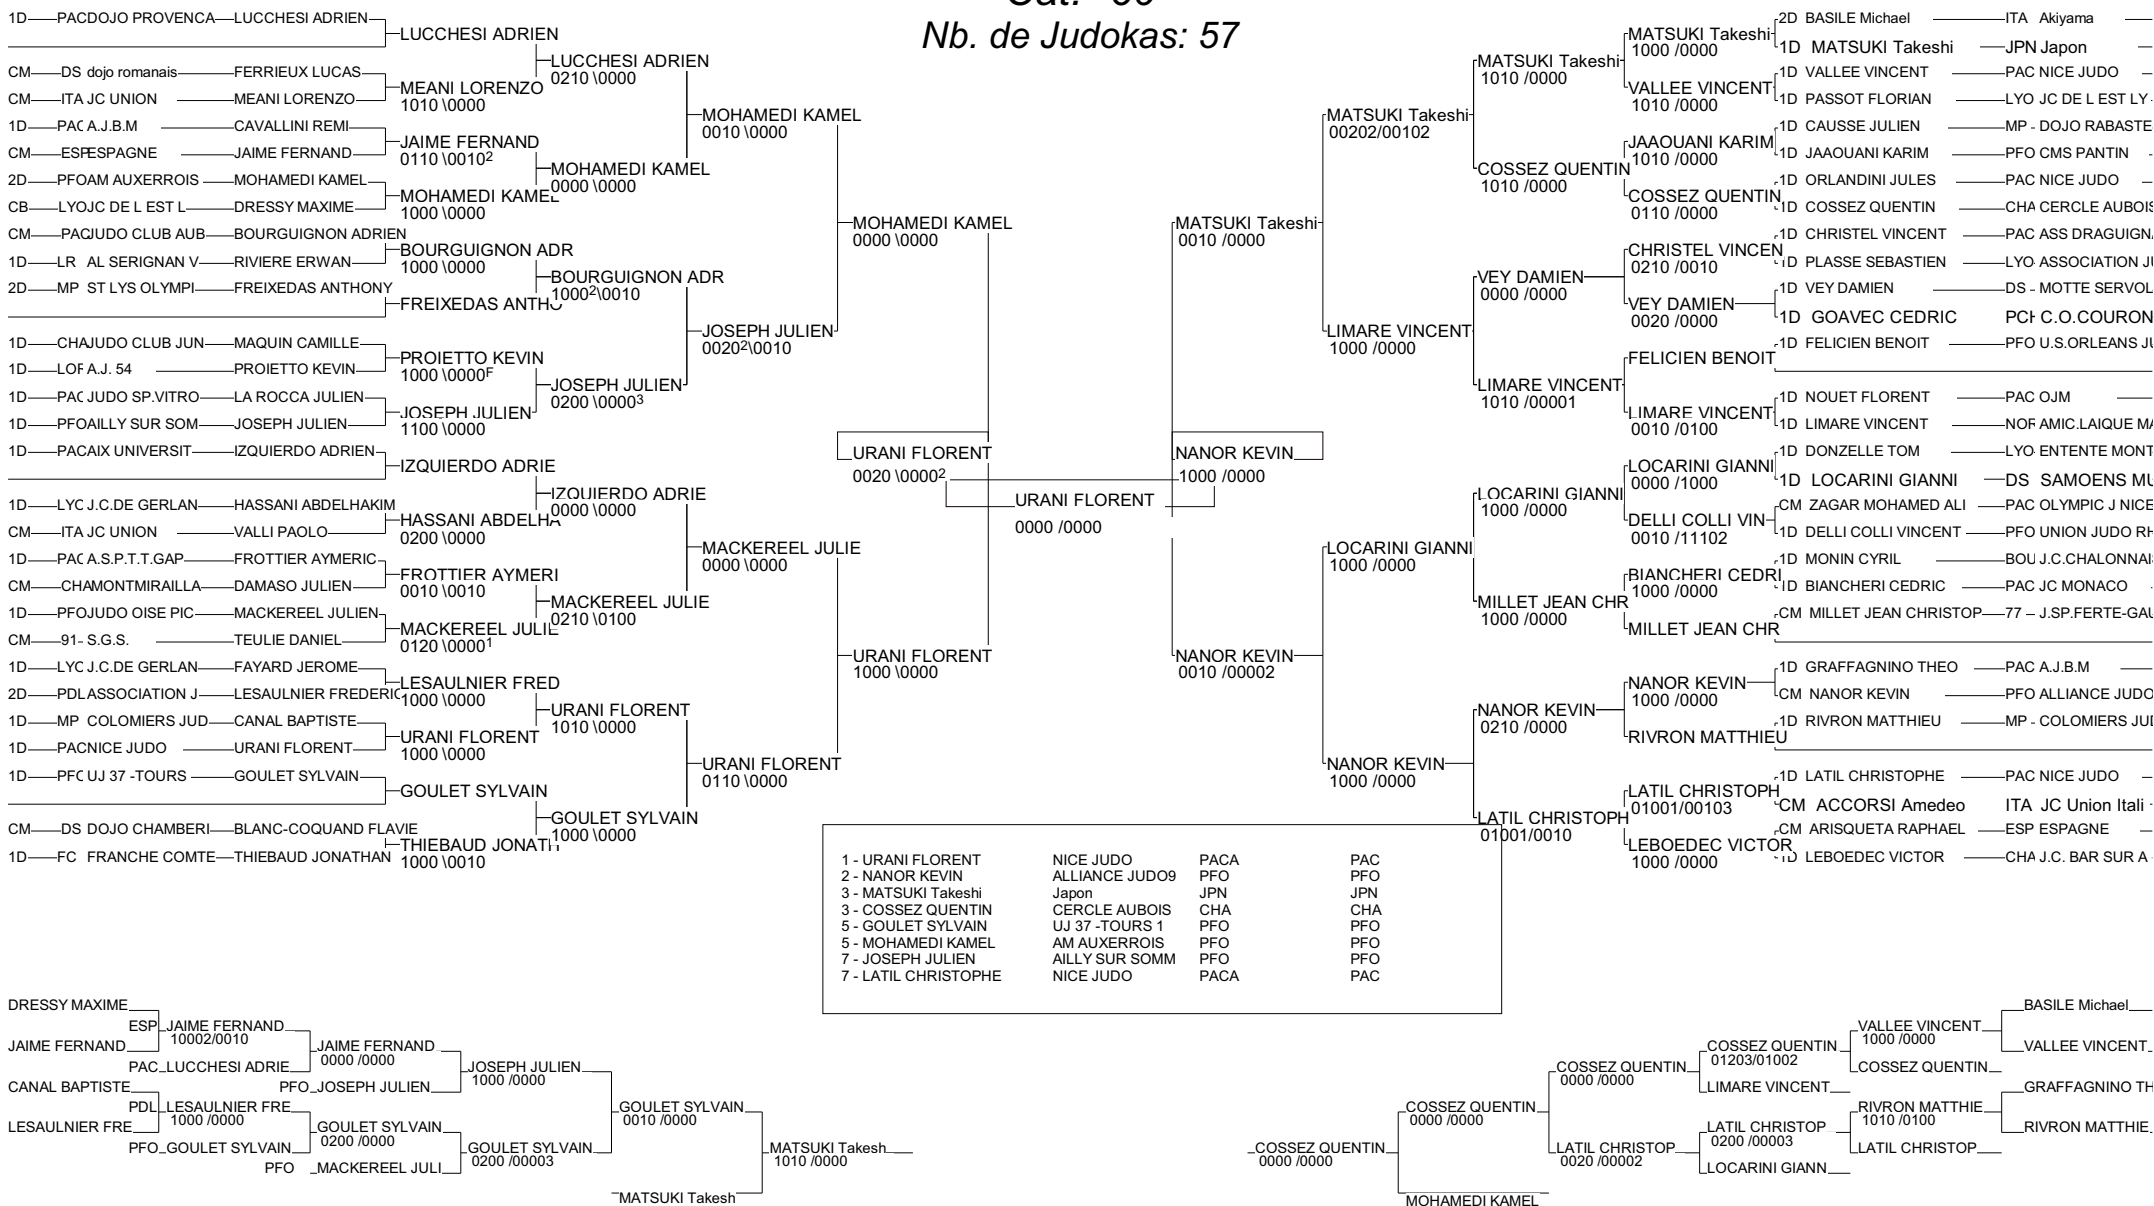 Nb. de Judokas: 57
1D PACDOJO PROVENCA LUCCHESI ADRIEN
CM DS dojo romanais FERRIEUX LUCAS
CM ITA JC UNION MEANI LORENZO
1D PAC A.J.B.M CAVALLINI REMI
CM ESPESPAGNE JAIME FERNAND
2D PFOAM AUXERROIS MOHAMEDI KAMEL
CB LYOJC DE L EST L DRESSY MAXIME
CM PACJUDO CLUB AUB BOURGUIGNON ADRIEN
1D LR AL SERIGNAN V RIVIERE ERWAN
2D MP ST LYS OLYMPI FREIXEDAS ANTHONY
1D CHAJUDO CLUB JUN MAQUIN CAMILLE
1D LOR A.J. 54 PROIETTO KEVIN
1D PAC JUDO SP.VITRO LA ROCCA JULIEN
1D PFOAILLY SUR SOM JOSEPH JULIEN
1D PACAIX UNIVERSIT IZQUIERDO ADRIEN
1D LYC J.C.DE GERLAN HASSANI ABDELHAKIM
CM ITA JC UNION VALLI PAOLO
1D PAC A.S.P.T.T.GAP FROTTIER AYMERIC
CM CHAMONTMIRAILLA DAMASO JULIEN
1D PFOJUDO OISE PIC MACKEREEL JULIEN
CM 91- S.G.S. TEULIE DANIEL
1D LYC J.C.DE GERLAN FAYARD JEROME
2D PDLASSOCIATION J LESAULNIER FREDERIC
1D MP COLOMIERS JUD CANAL BAPTISTE
1D PACNICE JUDO URANI FLORENT
1D PFC UJ 37 -TOURS GOULET SYLVAIN
CM DS DOJO CHAMBERI BLANC-COQUAND FLAVIE
1D FC FRANCHE COMTE THIEBAUD JONATHAN
LUCCHESI ADRIEN
MEANI LORENZO
1010 \0000
JAIME FERNAND
0110 \0010²
MOHAMEDI KAMEL
1000 \0000
BOURGUIGNON ADR
1000 \0000
FREIXEDAS ANTHO
PROIETTO KEVIN
1000 \0000F
JOSEPH JULIEN
1100 \0000
IZQUIERDO ADRIE
HASSANI ABDELHA
0200 \0000
FROTTIER AYMERI
0010 \0010
MACKEREEL JULIE
0120 \0000¹
LESAULNIER FRED
1000 \0000
URANI FLORENT
1000 \0000
GOULET SYLVAIN
THIEBAUD JONATH
1000 \0010
LUCCHESI ADRIEN
0210 \0000
MOHAMEDI KAMEL
0000 \0000
BOURGUIGNON ADR
1000²\0010
JOSEPH JULIEN
0200 \0000³
IZQUIERDO ADRIE
0000 \0000
MACKEREEL JULIE
0210 \0100
URANI FLORENT
1010 \0000
GOULET SYLVAIN
1000 \0000
MOHAMEDI KAMEL
0010 \0000
JOSEPH JULIEN
0020²\0010
MACKEREEL JULIE
0000 \0000
URANI FLORENT
0110 \0000
MOHAMEDI KAMEL
0000 \0000
URANI FLORENT
1000 \0000
URANI FLORENT
0020 \0000²
NANOR KEVIN
1000 /0000
URANI FLORENT
0000 /0000
MATSUKI Takeshi
0010 /0000
NANOR KEVIN
0010 /00002
MATSUKI Takeshi
00202/00102
LIMARE VINCENT
1000 /0000
LOCARINI GIANNI
1000 /0000
NANOR KEVIN
1000 /0000
MATSUKI Takeshi
1010 /0000
COSSEZ QUENTIN
1010 /0000
VEY DAMIEN
0000 /0000
LIMARE VINCENT
1010 /00001
LOCARINI GIANNI
1000 /0000
MILLET JEAN CHR
1000 /0000
NANOR KEVIN
0210 /0000
LATIL CHRISTOPH
01001/0010
MATSUKI Takeshi
1000 /0000
VALLEE VINCENT
1010 /0000
JAAOUANI KARIM
1010 /0000
COSSEZ QUENTIN
0110 /0000
CHRISTEL VINCEN
0210 /0010
VEY DAMIEN
0020 /0000
FELICIEN BENOIT
LIMARE VINCENT
0010 /0100
LOCARINI GIANNI
0000 /1000
DELLI COLLI VIN
0010 /11102
BIANCHERI CEDRI
1000 /0000
MILLET JEAN CHR
NANOR KEVIN
1000 /0000
RIVRON MATTHIEU
LATIL CHRISTOPH
01001/00103
LEBOEDEC VICTOR
1000 /0000
2D BASILE Michael ITA Akiyama
1D MATSUKI Takeshi JPN Japon
1D VALLEE VINCENT PAC NICE JUDO
1D PASSOT FLORIAN LYO JC DE L EST LY
1D CAUSSE JULIEN MP - DOJO RABASTE
1D JAAOUANI KARIM PFO CMS PANTIN
1D ORLANDINI JULES PAC NICE JUDO
1D COSSEZ QUENTIN CHA CERCLE AUBOIS
1D CHRISTEL VINCENT PAC ASS DRAGUIGNA
1D PLASSE SEBASTIEN LYO ASSOCIATION JU
1D VEY DAMIEN DS - MOTTE SERVOL
1D GOAVEC CEDRIC PCH C.O.COURON
1D FELICIEN BENOIT PFO U.S.ORLEANS JU
1D NOUET FLORENT PAC OJM
1D LIMARE VINCENT NOR AMIC.LAIQUE MA
1D DONZELLE TOM LYO ENTENTE MONT
1D LOCARINI GIANNI DS SAMOENS MU
CM ZAGAR MOHAMED ALI PAC OLYMPIC J NICE
1D DELLI COLLI VINCENT PFO UNION JUDO RH
1D MONIN CYRIL BOU J.C.CHALONNAIS
1D BIANCHERI CEDRIC PAC JC MONACO
CM MILLET JEAN CHRISTOP 77 J.SP.FERTE-GAU
1D GRAFFAGNINO THEO PAC A.J.B.M
CM NANOR KEVIN PFO ALLIANCE JUDO
1D RIVRON MATTHIEU MP - COLOMIERS JUD
1D LATIL CHRISTOPHE PAC NICE JUDO
CM ACCORSI Amedeo ITA JC Union Itali
CM ARISQUETA RAPHAEL ESP ESPAGNE
1D LEBOEDEC VICTOR CHA J.C. BAR SUR A
1 - URANI FLORENT NICE JUDO PACA PAC
2 - NANOR KEVIN ALLIANCE JUDO9 PFO PFO
3 - MATSUKI Takeshi Japon JPN JPN
3 - COSSEZ QUENTIN CERCLE AUBOIS CHA CHA
5 - GOULET SYLVAIN UJ 37 -TOURS 1 PFO PFO
5 - MOHAMEDI KAMEL AM AUXERROIS PFO PFO
7 - JOSEPH JULIEN AILLY SUR SOMM PFO PFO
7 - LATIL CHRISTOPHE NICE JUDO PACA PAC
DRESSY MAXIME
JAIME FERNAND
CANAL BAPTISTE
LESAULNIER FRE
ESP JAIME FERNAND
10002/0010
PAC LUCCHESI ADRIE
PDL LESAULNIER FRE
1000 /0000
PFO GOULET SYLVAIN
JAIME FERNAND
0000 /0000
PFO JOSEPH JULIEN
GOULET SYLVAIN
0200 /0000
PFO MACKEREEL JULI
JOSEPH JULIEN
1000 /0000
GOULET SYLVAIN
0200 /00003
GOULET SYLVAIN
0010 /0000
MATSUKI Takesh
MATSUKI Takesh
1010 /0000
COSSEZ QUENTIN
0000 /0000
COSSEZ QUENTIN
0000 /0000
MOHAMEDI KAMEL
COSSEZ QUENTIN
0000 /0000
LATIL CHRISTOP
0020 /00002
COSSEZ QUENTIN
01203/01002
LIMARE VINCENT
LATIL CHRISTOP
0200 /00003
LOCARINI GIANN
VALLEE VINCENT
1000 /0000
COSSEZ QUENTIN
RIVRON MATTHIE
1010 /0100
LATIL CHRISTOP
BASILE Michael
VALLEE VINCENT
GRAFFAGNINO TH
RIVRON MATTHIE